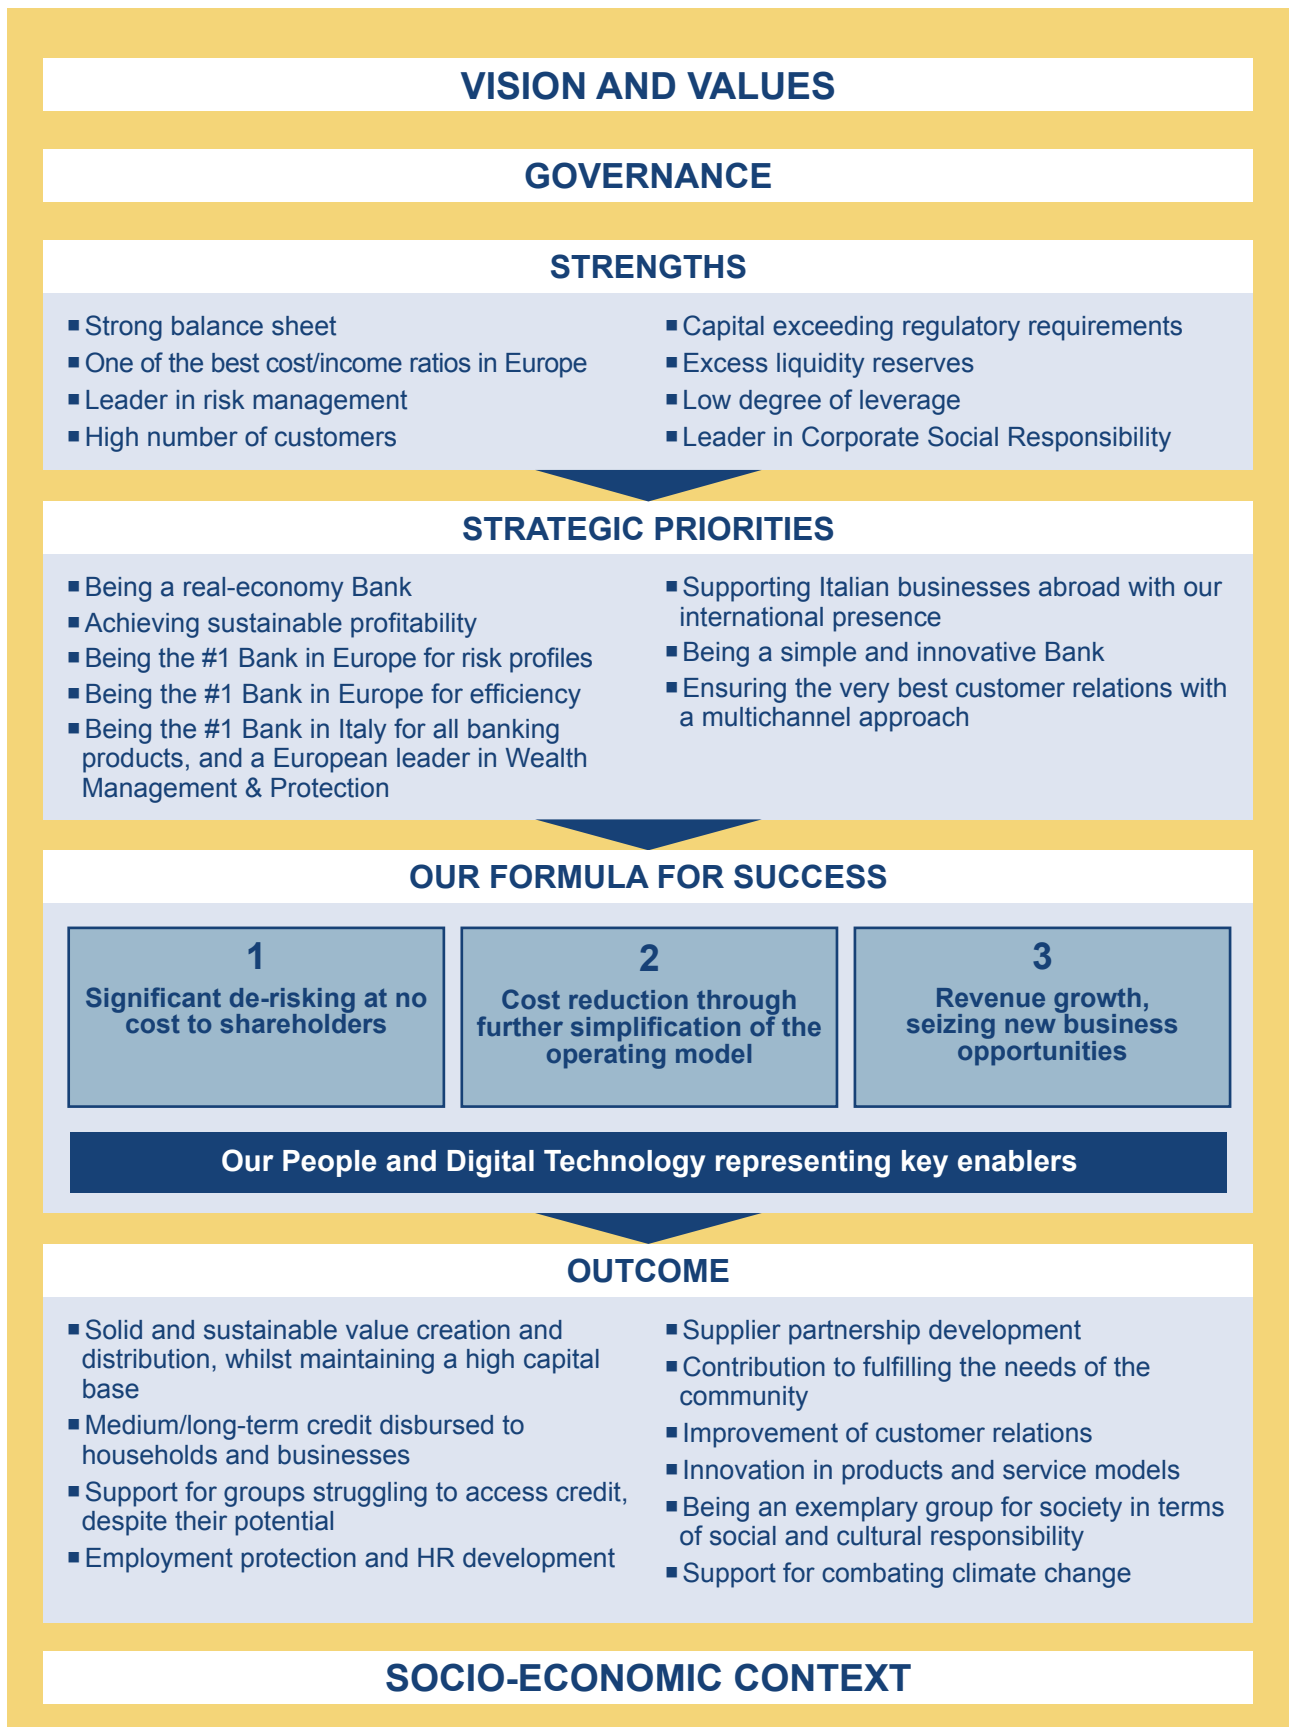 VISION AND VALUES
GOVERNANCE
STRENGTHS
■ Strong balance sheet
■ One of the best cost/income ratios in Europe
■ Leader in risk management
■ High number of customers
■ Capital exceeding regulatory requirements
■ Excess liquidity reserves
■ Low degree of leverage
■ Leader in Corporate Social Responsibility
STRATEGIC PRIORITIES
■ Being a real-economy Bank
■ Achieving sustainable profitability
■ Being the #1 Bank in Europe for risk profiles
■ Being the #1 Bank in Europe for efficiency
■ Being the #1 Bank in Italy for all banking
products, and a European leader in Wealth
Management & Protection
■ Supporting Italian businesses abroad with our
international presence
■ Being a simple and innovative Bank
■ Ensuring the very best customer relations with
a multichannel approach
OUR FORMULA FOR SUCCESS
1
Significant de-risking at no
cost to shareholders
2
Cost reduction through
further simplification of the
operating model
3
Revenue growth,
seizing new business
opportunities
Our People and Digital Technology representing key enablers
OUTCOME
■ Solid and sustainable value creation and
distribution, whilst maintaining a high capital
base
■ Medium/long-term credit disbursed to
households and businesses
■ Support for groups struggling to access credit,
despite their potential
■ Employment protection and HR development
■ Supplier partnership development
■ Contribution to fulfilling the needs of the
community
■ Improvement of customer relations
■ Innovation in products and service models
■ Being an exemplary group for society in terms
of social and cultural responsibility
■ Support for combating climate change
SOCIO-ECONOMIC CONTEXT